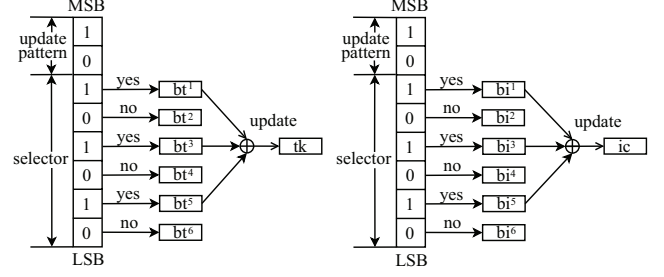 MSB
update
pattern
1
0
selector
1 yes bt1
0 no bt2
1 yes bt3
0 no bt4
1 yes bt5
0 no bt6
update
tk
LSB
MSB
update
pattern
1
0
selector
1 yes bi1
0 no bi2
1 yes bi3
0 no bi4
1 yes bi5
0 no bi6
update
ic
LSB